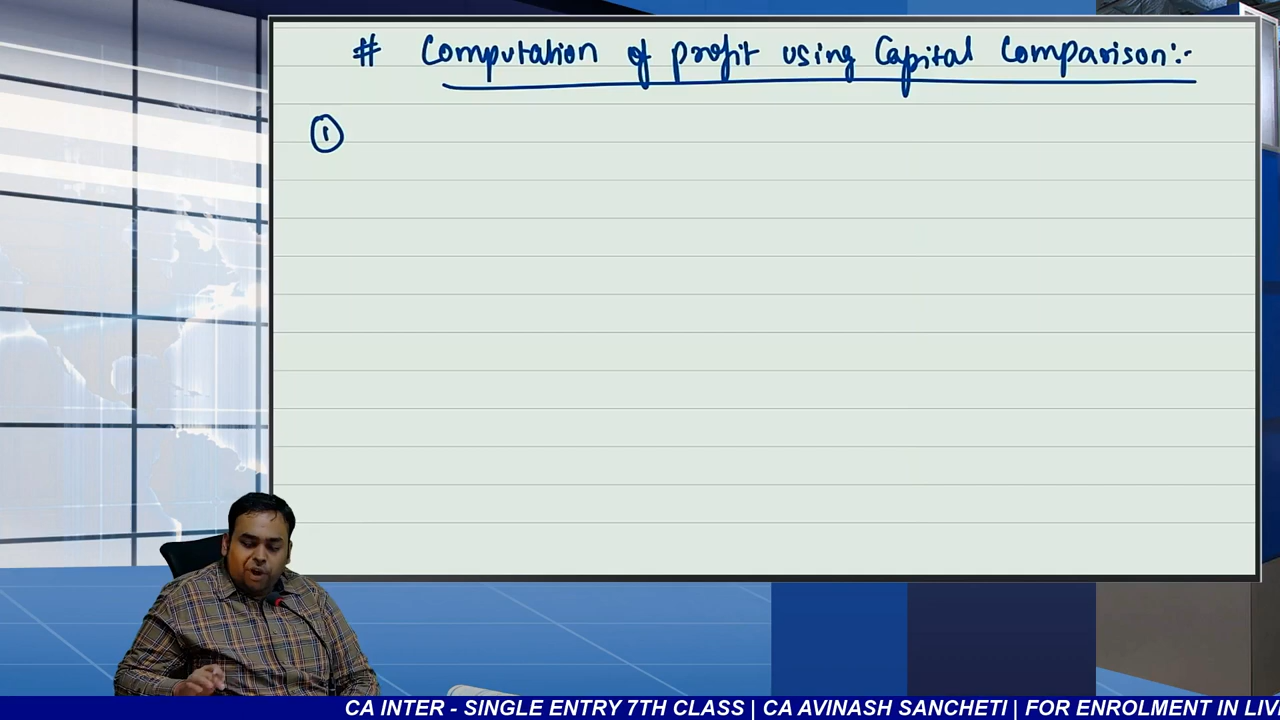 # Computation of profit using Capital Comparison:-
①
CA INTER - SINGLE ENTRY 7TH CLASS | CA AVINASH SANCHETI | FOR ENROLMENT IN LIV